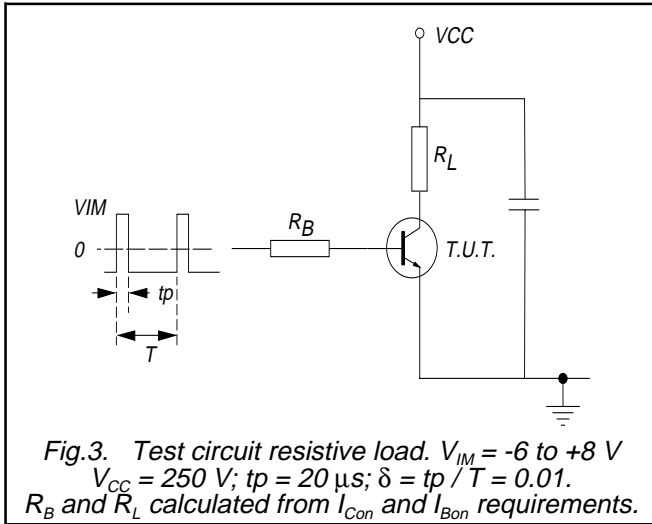 VCC
R_L
VIM
R_B
0
T.U.T.
tp
T
Fig.3. Test circuit resistive load. V_IM = -6 to +8 V
V_CC = 250 V; tp = 20 μs; δ = tp / T = 0.01.
R_B and R_L calculated from I_Con and I_Bon requirements.